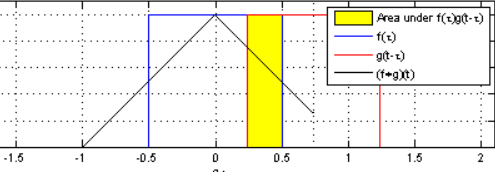 Area under f(τ)g(t-τ)
f(τ)
g(t-τ)
(f∗g)(t)
-1.5 -1 -0.5 0 0.5 1 1.5 2